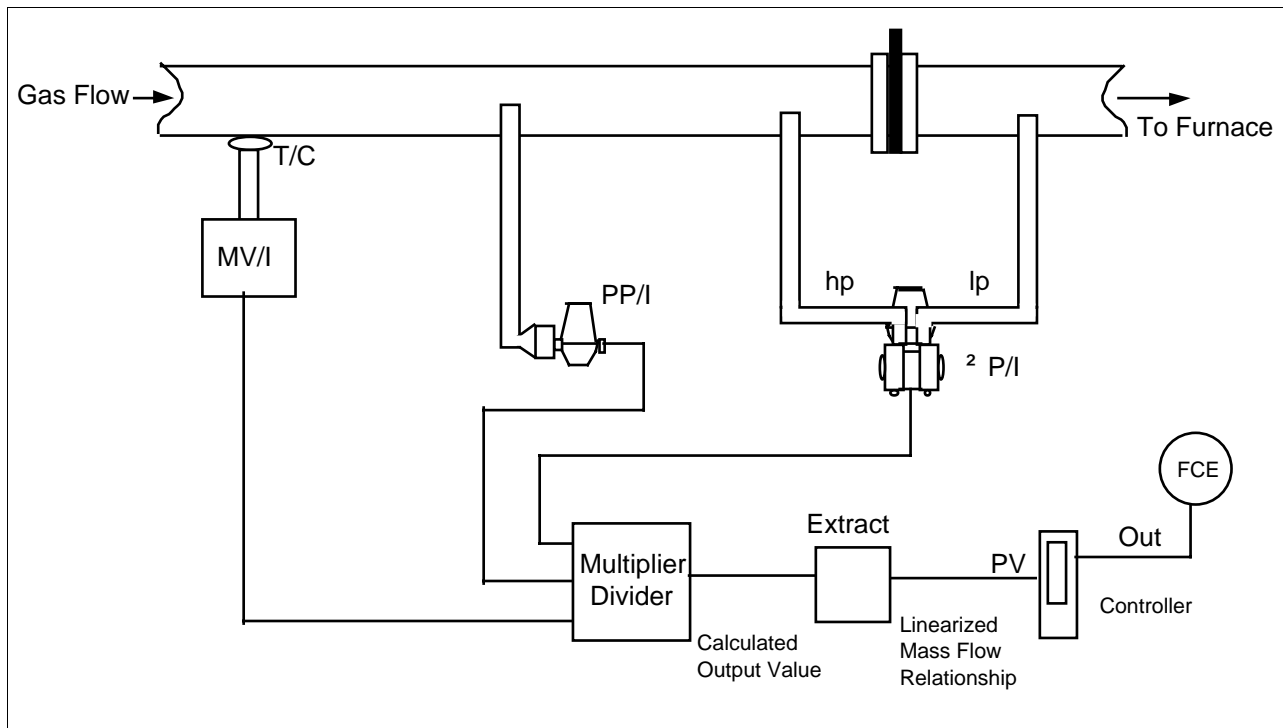 Gas Flow
To Furnace
T/C
MV/I
PP/I
hp
lp
² P/I
FCE
Extract
Out
PV
Multiplier
Divider
Controller
Calculated
Output Value
Linearized
Mass Flow
Relationship